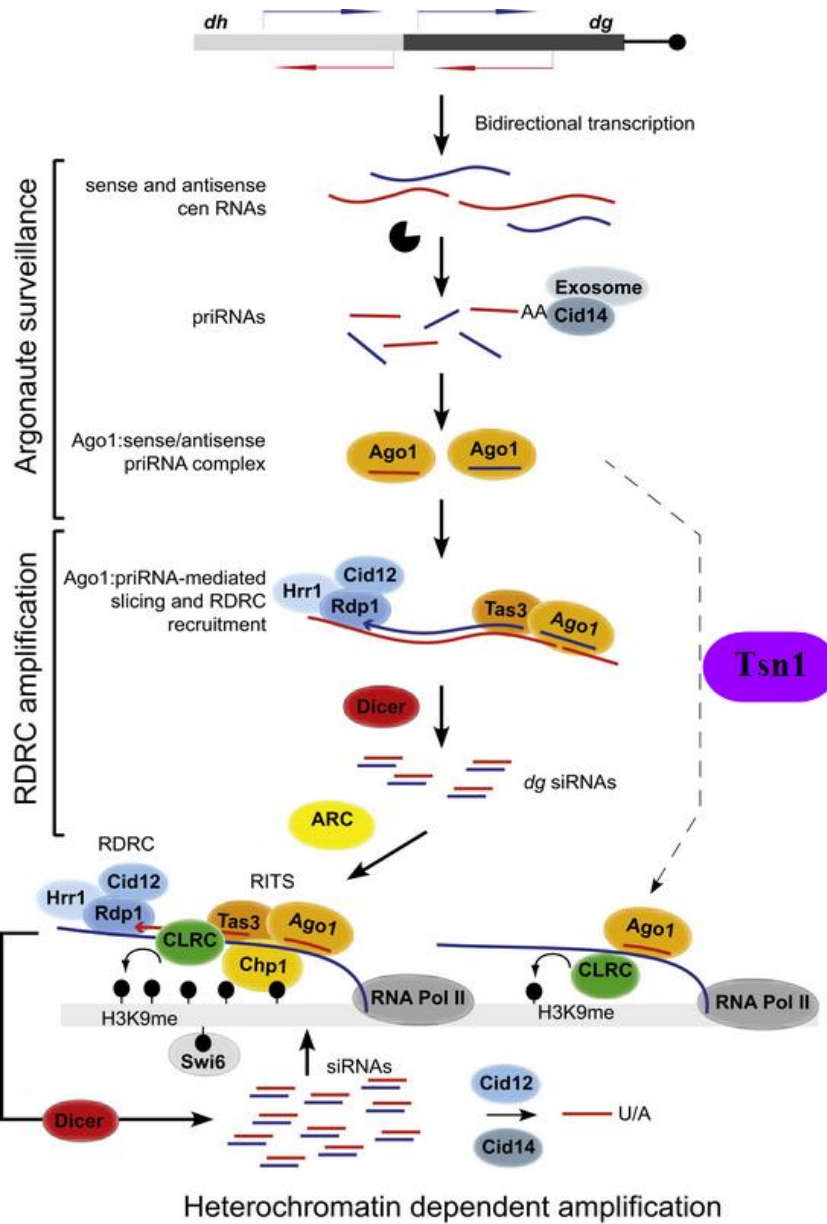 dh
dg
Bidirectional transcription
Argonaute surveillance
sense and antisense
cen RNAs
priRNAs
AA
Exosome
Cid14
Ago1:sense/antisense
priRNA complex
Ago1
Ago1
RDRC amplification
Ago1:priRNA-mediated
slicing and RDRC
recruitment
Hrr1
Cid12
Rdp1
Tas3
Ago1
Tsn1
Dicer
dg siRNAs
ARC
RDRC
RITS
Hrr1
Cid12
Rdp1
CLRC
Tas3
Ago1
Chp1
RNA Pol II
H3K9me
Swi6
Ago1
CLRC
RNA Pol II
H3K9me
siRNAs
Dicer
Cid12
Cid14
U/A
Heterochromatin dependent amplification